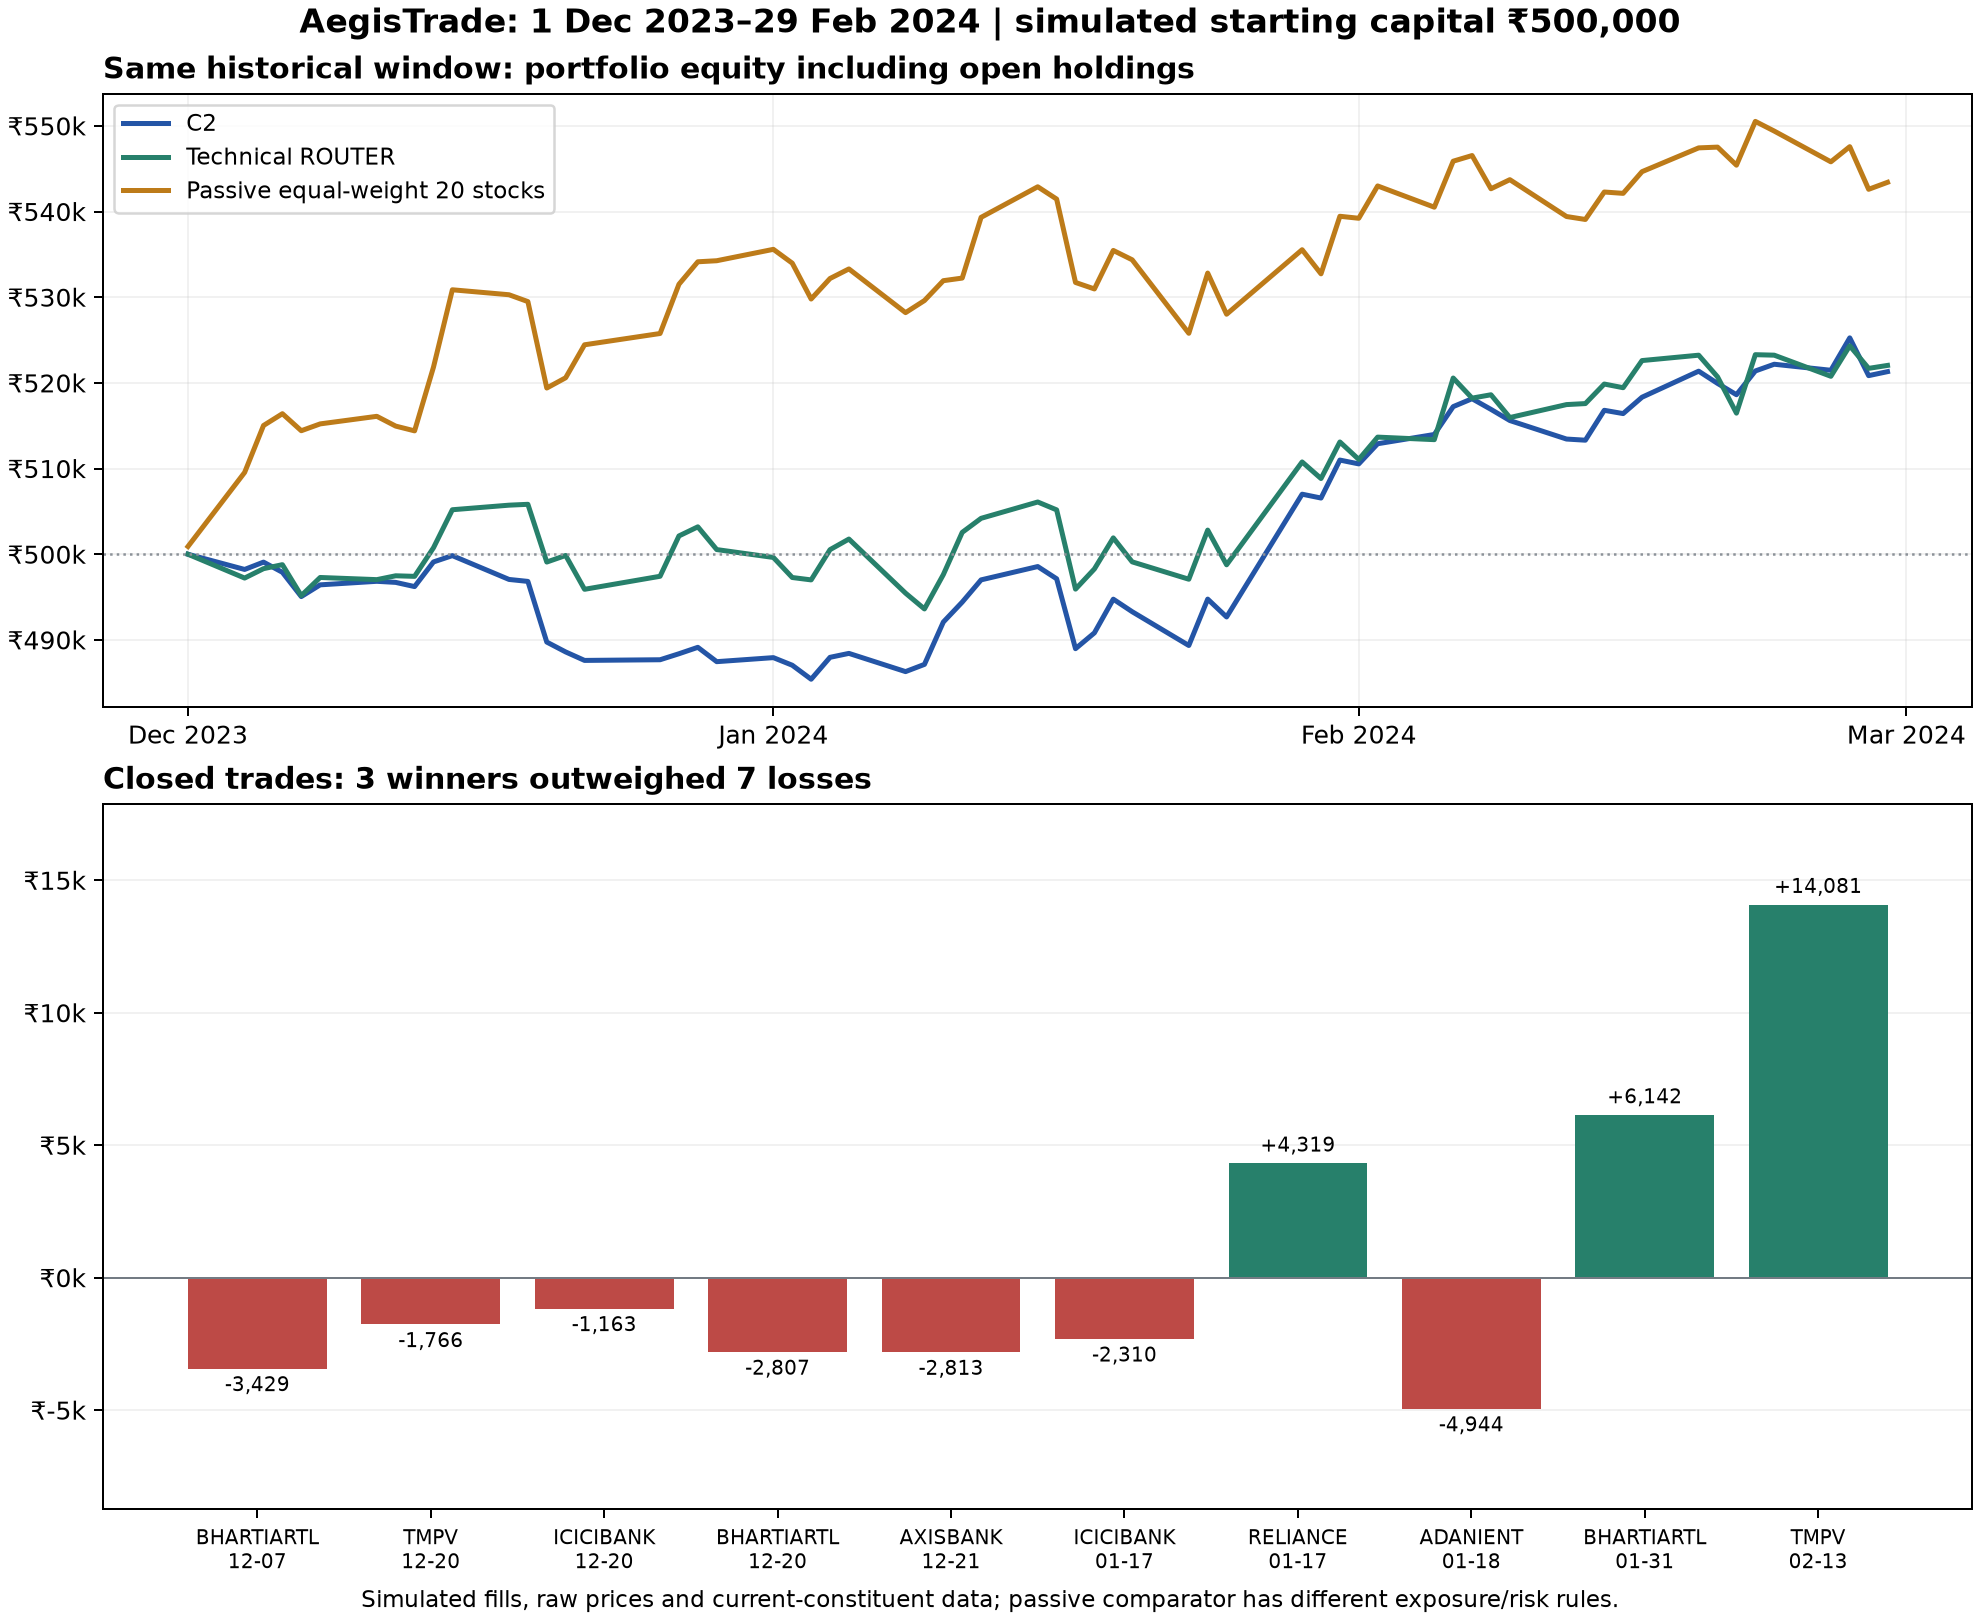 AegisTrade: 1 Dec 2023–29 Feb 2024 | simulated starting capital ₹500,000
Same historical window: portfolio equity including open holdings
C2
Technical ROUTER
Passive equal-weight 20 stocks
₹550k
₹540k
₹530k
₹520k
₹510k
₹500k
₹490k
Dec 2023
Jan 2024
Feb 2024
Mar 2024
Closed trades: 3 winners outweighed 7 losses
₹15k
₹10k
₹5k
₹0k
₹-5k
-3,429
-1,766
-1,163
-2,807
-2,813
-2,310
+4,319
-4,944
+6,142
+14,081
BHARTIARTL
12-07
TMPV
12-20
ICICIBANK
12-20
BHARTIARTL
12-20
AXISBANK
12-21
ICICIBANK
01-17
RELIANCE
01-17
ADANIENT
01-18
BHARTIARTL
01-31
TMPV
02-13
Simulated fills, raw prices and current-constituent data; passive comparator has different exposure/risk rules.